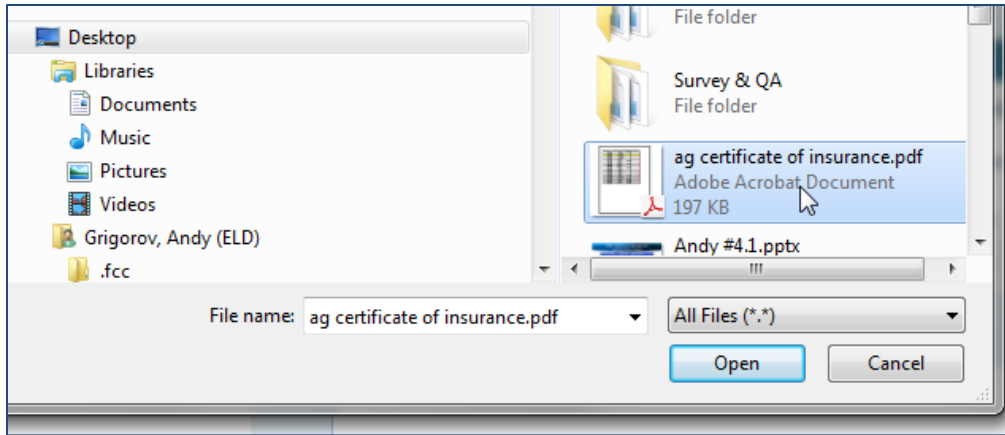 Desktop
Libraries
Documents
Music
Pictures
Videos
Grigorov, Andy (ELD)
.fcc
File folder
Survey & QA
File folder
ag certificate of insurance.pdf
Adobe Acrobat Document
197 KB
Andy #4.1.pptx
File name: ag certificate of insurance.pdf All Files (*.*)
Open Cancel